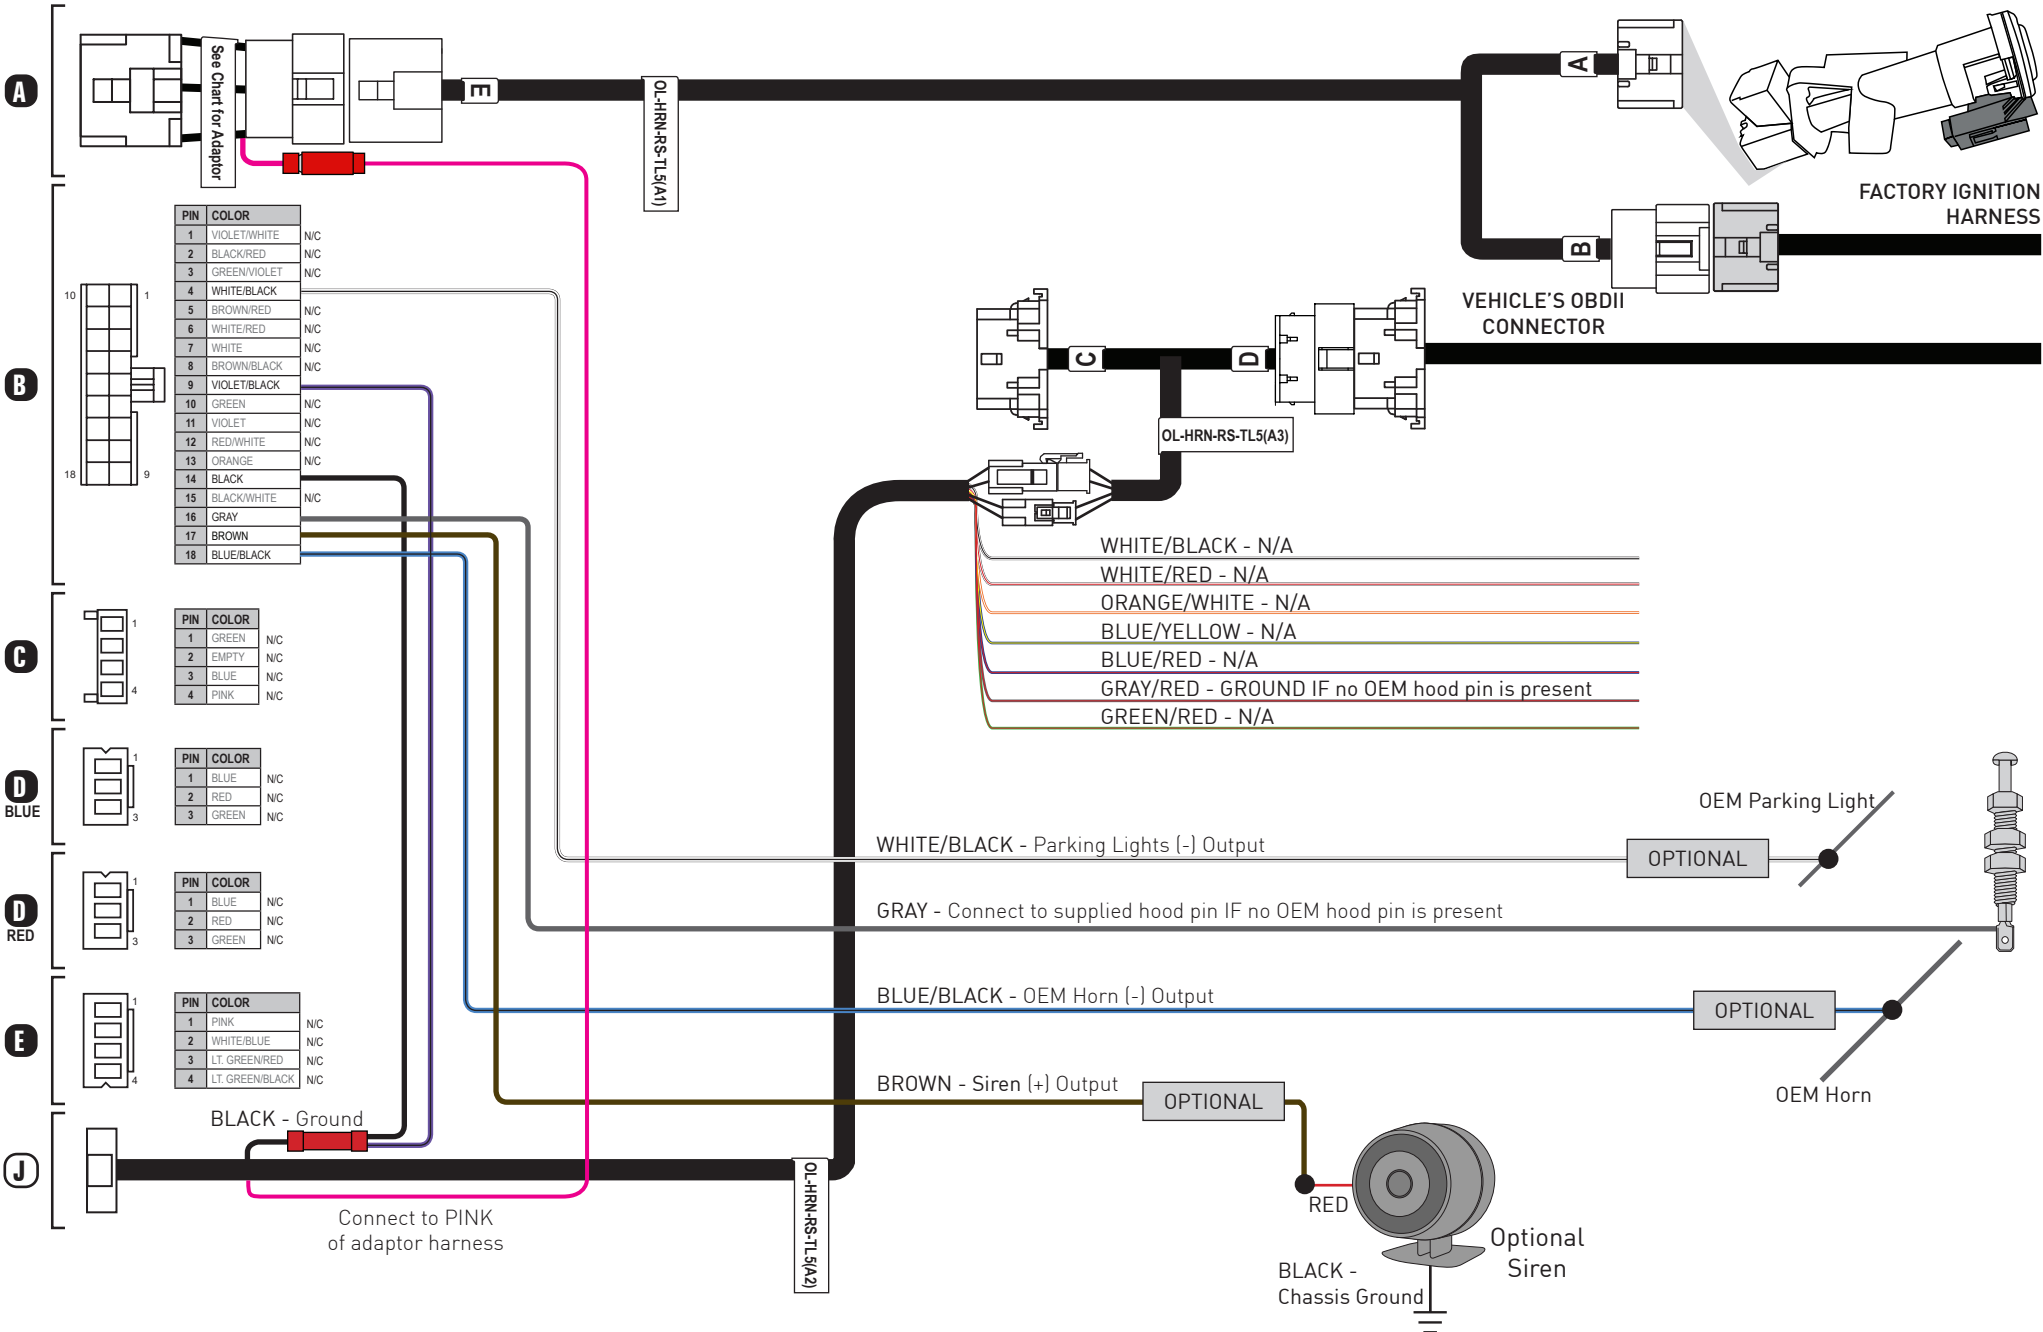 A
See Chart for Adaptor
E
OL-HRN-RS-TL5(A1)
A
B
FACTORY IGNITION
HARNESS
VEHICLE'S OBDII
CONNECTOR
C
D
OL-HRN-RS-TL5(A3)
B
10
1
18
9
PIN COLOR
1 VIOLET/WHITE N/C
2 BLACK/RED N/C
3 GREEN/VIOLET N/C
4 WHITE/BLACK
5 BROWN/RED N/C
6 WHITE/RED N/C
7 WHITE N/C
8 BROWN/BLACK N/C
9 VIOLET/BLACK
10 GREEN N/C
11 VIOLET N/C
12 RED/WHITE N/C
13 ORANGE N/C
14 BLACK
15 BLACK/WHITE N/C
16 GRAY
17 BROWN
18 BLUE/BLACK
WHITE/BLACK - N/A
WHITE/RED - N/A
ORANGE/WHITE - N/A
BLUE/YELLOW - N/A
BLUE/RED - N/A
GRAY/RED - GROUND IF no OEM hood pin is present
GREEN/RED - N/A
C
1
4
PIN COLOR
1 GREEN N/C
2 EMPTY N/C
3 BLUE N/C
4 PINK N/C
D
BLUE
1
3
PIN COLOR
1 BLUE N/C
2 RED N/C
3 GREEN N/C
OEM Parking Light
WHITE/BLACK - Parking Lights (-) Output
OPTIONAL
D
RED
1
3
PIN COLOR
1 BLUE N/C
2 RED N/C
3 GREEN N/C
GRAY - Connect to supplied hood pin IF no OEM hood pin is present
E
1
4
PIN COLOR
1 PINK N/C
2 WHITE/BLUE N/C
3 LT. GREEN/RED N/C
4 LT. GREEN/BLACK N/C
BLUE/BLACK - OEM Horn (-) Output
OPTIONAL
OEM Horn
BROWN - Siren (+) Output
OPTIONAL
J
BLACK - Ground
Connect to PINK
of adaptor harness
OL-HRN-RS-TL5(A2)
RED
Optional
Siren
BLACK -
Chassis Ground